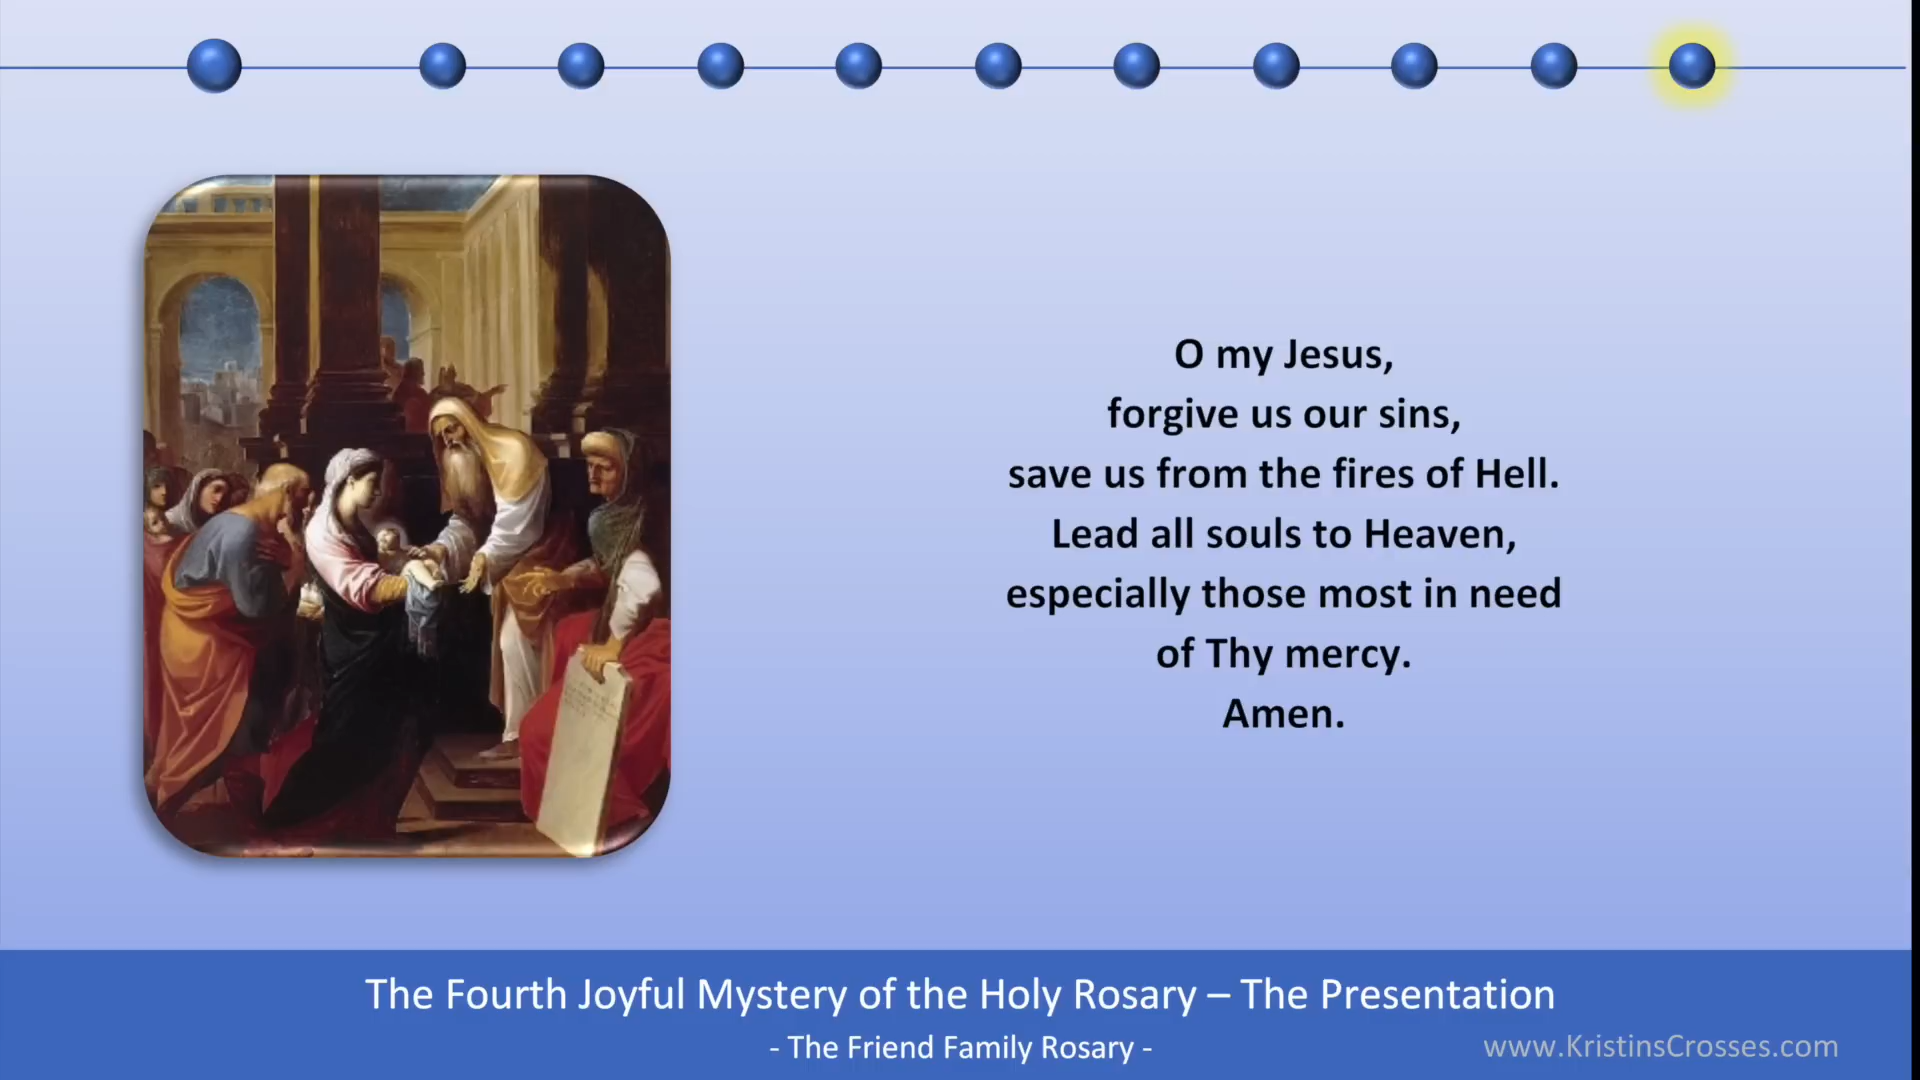 O my Jesus,
forgive us our sins,
save us from the fires of Hell.
Lead all souls to Heaven,
especially those most in need
of Thy mercy.
Amen.
The Fourth Joyful Mystery of the Holy Rosary – The Presentation
- The Friend Family Rosary -
www.KristinsCrosses.com